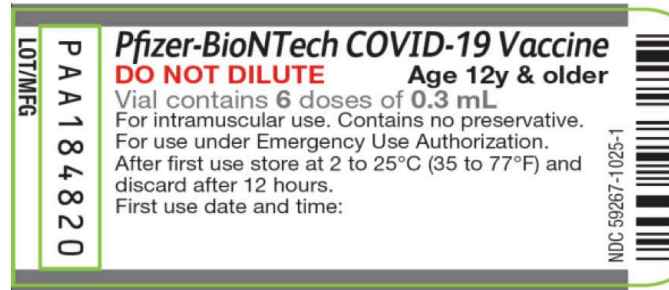 LOT/MFG
PAA184820
Pfizer-BioNTech COVID-19 Vaccine
DO NOT DILUTE Age 12y & older
Vial contains 6 doses of 0.3 mL
For intramuscular use. Contains no preservative.
For use under Emergency Use Authorization.
After first use store at 2 to 25°C (35 to 77°F) and
discard after 12 hours.
First use date and time:
NDC 59267-1025-1